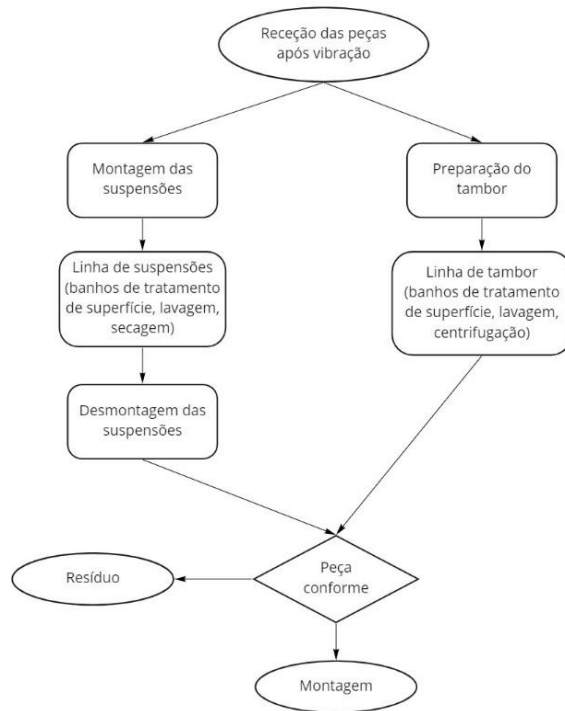 Receção das peças
após vibração
Montagem das
suspensões
Preparação do
tambor
Linha de suspensões
(banhos de tratamento
de superfície, lavagem,
secagem)
Linha de tambor
(banhos de tratamento
de superfície, lavagem,
centrifugação)
Desmontagem das
suspensões
Peça
conforme
Resíduo
Montagem